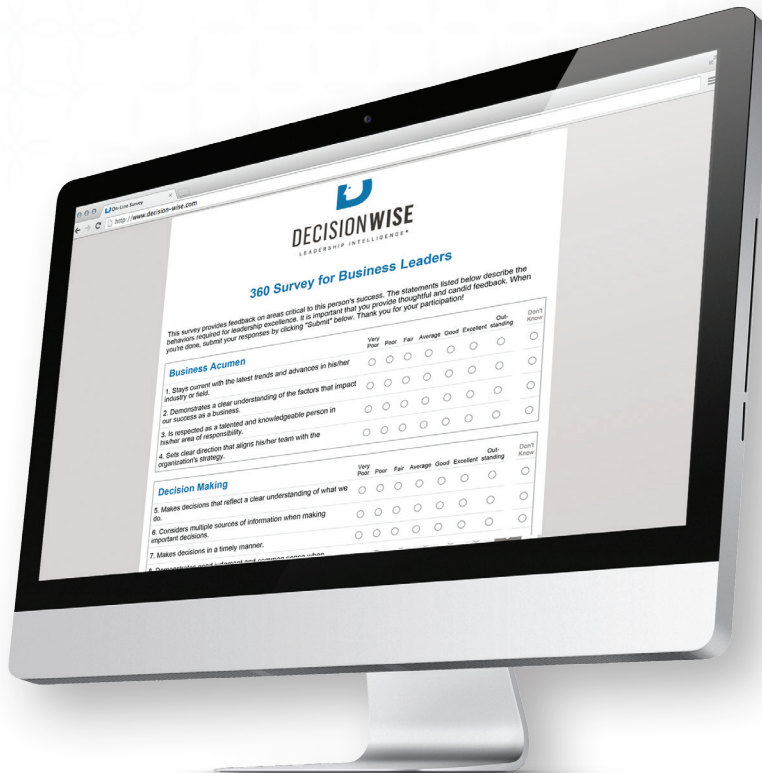 On-Line Survey
http://www.decision-wise.com
DECISIONWISE
LEADERSHIP INTELLIGENCE®
360 Survey for Business Leaders
This survey provides feedback on areas critical to this person's success. The statements listed below describe the
behaviors required for leadership excellence. It is important that you provide thoughtful and candid feedback. When
you're done, submit your responses by clicking "Submit" below. Thank you for your participation!
Business Acumen
Very Poor Poor Fair Average Good Excellent Out-standing Don't Know
1. Stays current with the latest trends and advances in his/her
industry or field.
2. Demonstrates a clear understanding of the factors that impact
our success as a business.
3. Is respected as a talented and knowledgeable person in
his/her area of responsibility.
4. Sets clear direction that aligns his/her team with the
organization's strategy.
Decision Making
Very Poor Poor Fair Average Good Excellent Out-standing Don't Know
5. Makes decisions that reflect a clear understanding of what we
do.
6. Considers multiple sources of information when making
important decisions.
7. Makes decisions in a timely manner.
8. Demonstrates good judgment and common sense when